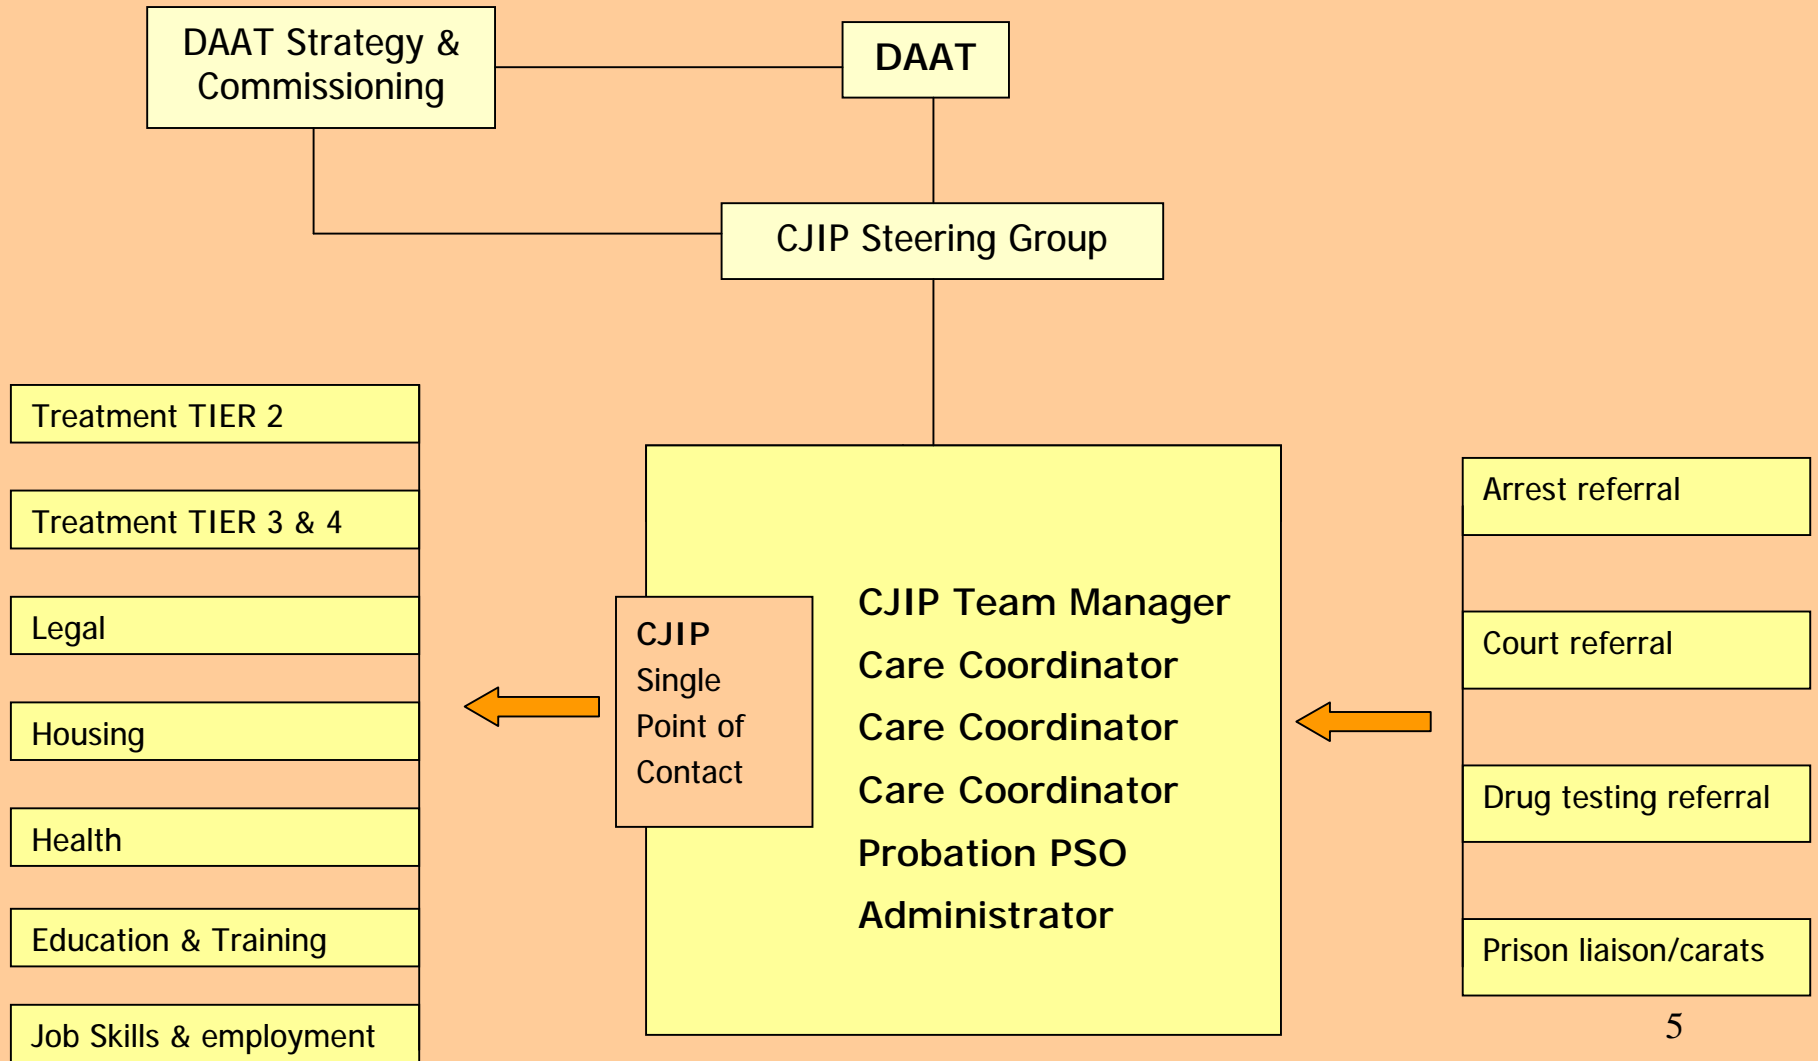 DAAT Strategy &
Commissioning
DAAT
CJIP Steering Group
Treatment TIER 2
Treatment TIER 3 & 4
Legal
Housing
Health
Education & Training
Job Skills & employment
CJIP
Single
Point of
Contact
CJIP Team Manager
Care Coordinator
Care Coordinator
Care Coordinator
Probation PSO
Administrator
Arrest referral
Court referral
Drug testing referral
Prison liaison/carats
5